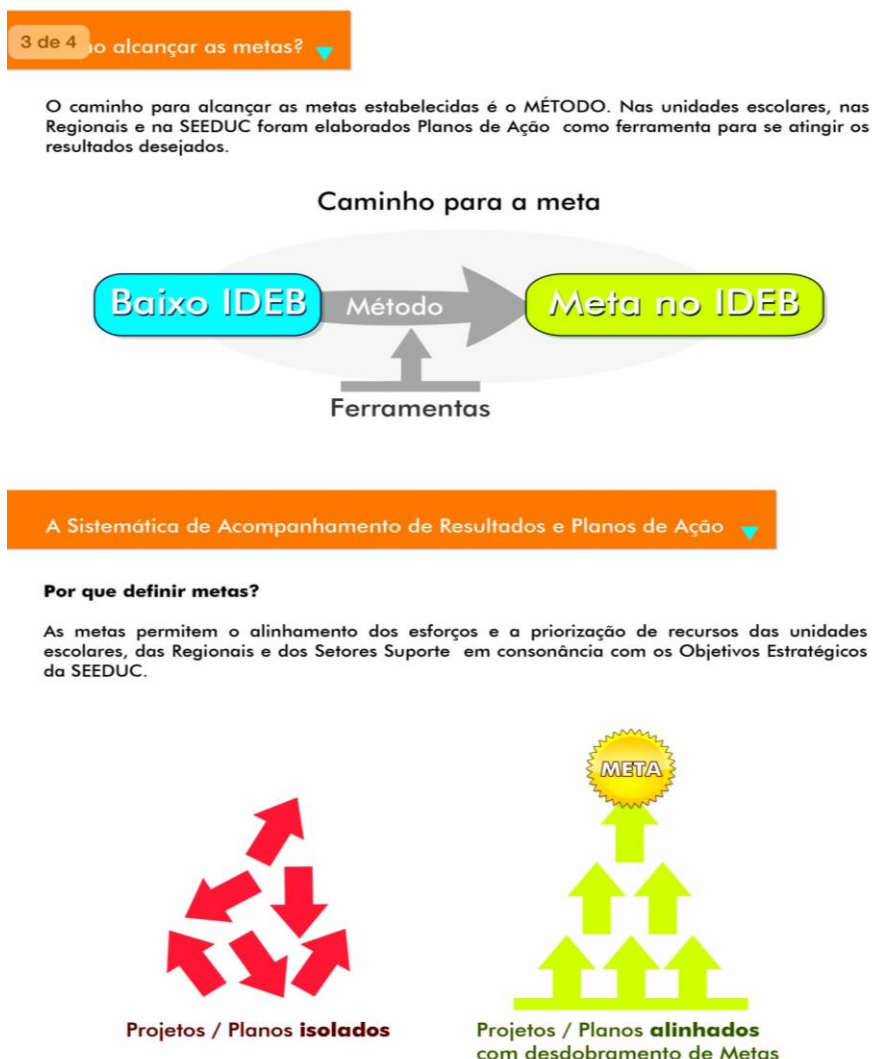 3 de 4
o alcançar as metas?
O caminho para alcançar as metas estabelecidas é o MÉTODO. Nas unidades escolares, nas
Regionais e na SEEDUC foram elaborados Planos de Ação como ferramenta para se atingir os
resultados desejados.
Caminho para a meta
Baixo IDEB
Método
Meta no IDEB
Ferramentas
A Sistemática de Acompanhamento de Resultados e Planos de Ação
Por que definir metas?
As metas permitem o alinhamento dos esforços e a priorização de recursos das unidades
escolares, das Regionais e dos Setores Suporte em consonância com os Objetivos Estratégicos
da SEEDUC.
META
Projetos / Planos isolados
Projetos / Planos alinhados
com desdobramento de Metas